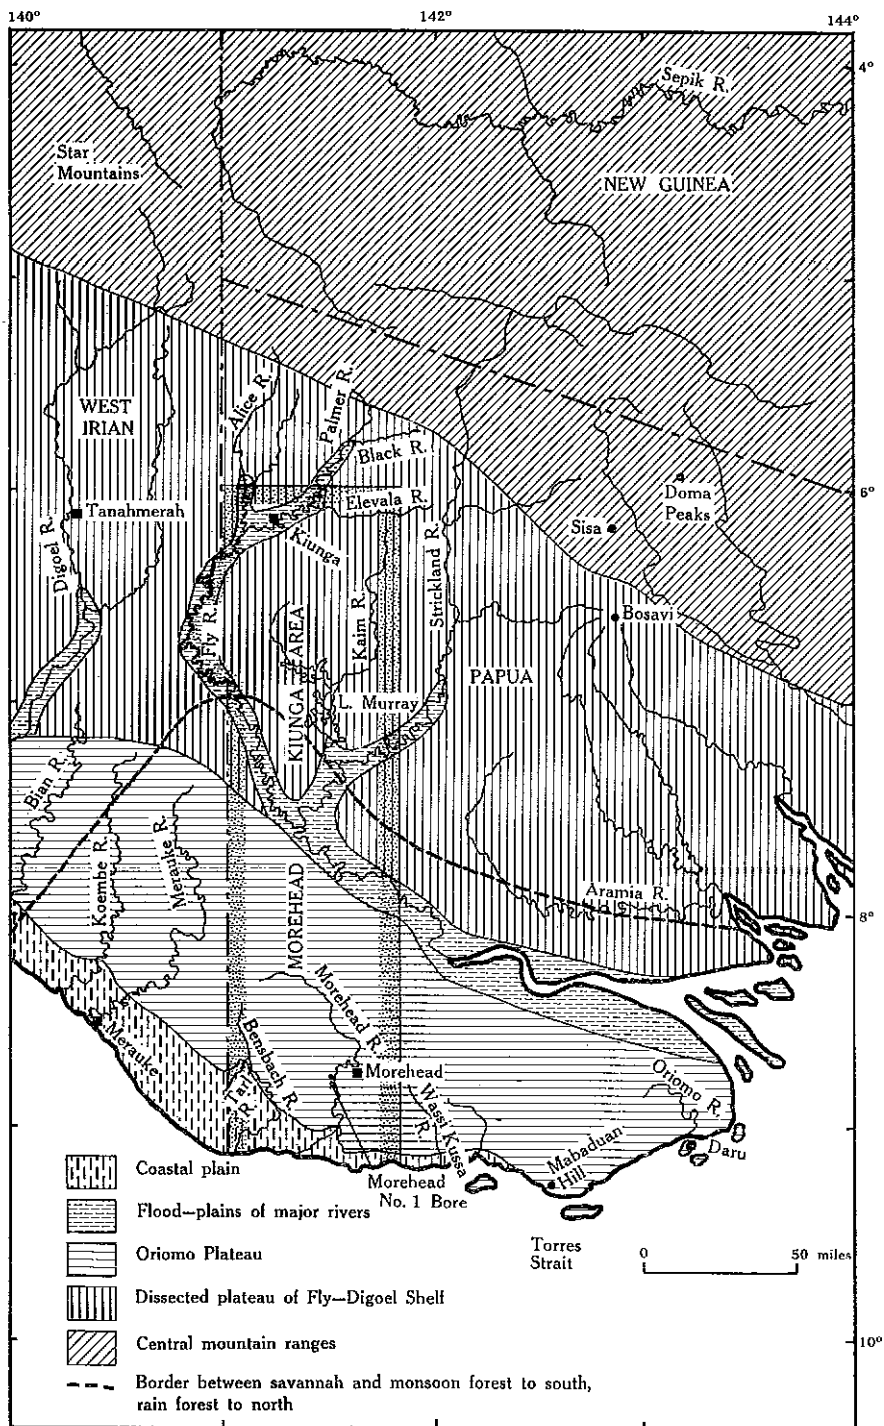 140°
142°
144°
4°
Sepik R.
Star
Mountains
NEW GUINEA
WEST
IRIAN
Alice R.
Palmer R.
Black R.
Elevala R.
Doma
Peaks
6°
Tanahmerah
Digoel R.
Kiunga
Sisa
Strickland R.
Bosavi
Fly R.
KIUNGA AREA
Kaim R.
PAPUA
L. Murray
Bian R.
Koembe R.
Merauke R.
MOREHEAD
Aramia R.
8°
Merauke
Morehead R.
Bensbach R.
Tarl
R.
Morehead
Wassi Kussa
R.
Oriomo R.
Mabaduan
Hill
Daru
Morehead
No. 1 Bore
Torres
Strait
0 50 miles
Coastal plain
Flood-plains of major rivers
Oriomo Plateau
Dissected plateau of Fly-Digoel Shelf
Central mountain ranges
10°
Border between savannah and monsoon forest to south,
rain forest to north